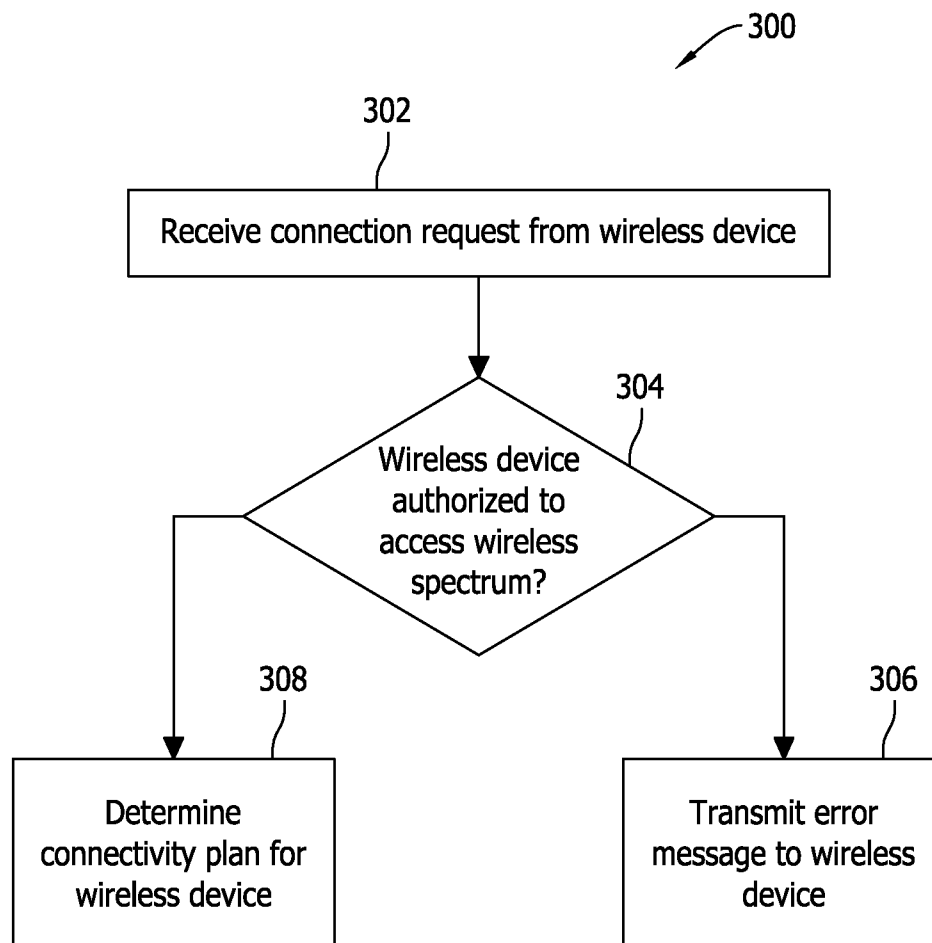 300
302
Receive connection request from wireless device
304
Wireless device
authorized to
access wireless
spectrum?
308
Determine
connectivity plan for
wireless device
306
Transmit error
message to wireless
device